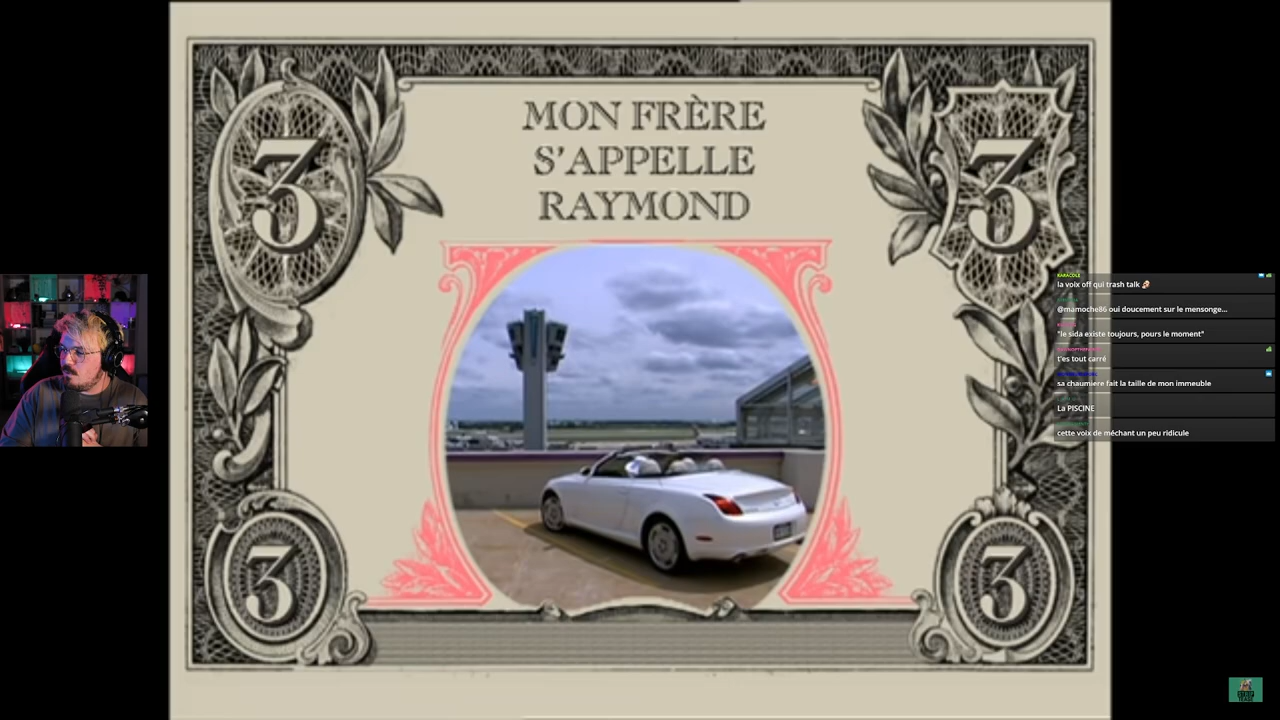 MON FRÈRE
S'APPELLE
RAYMOND
3
3
3
3
KARACOLE
la voix off qui trash talk
@mamoche86 oui doucement sur le mensonge...
"le sida existe toujours, pours le moment"
t'es tout carré
sa chaumiere fait la taille de mon immeuble
La PISCINE
cette voix de méchant un peu ridicule